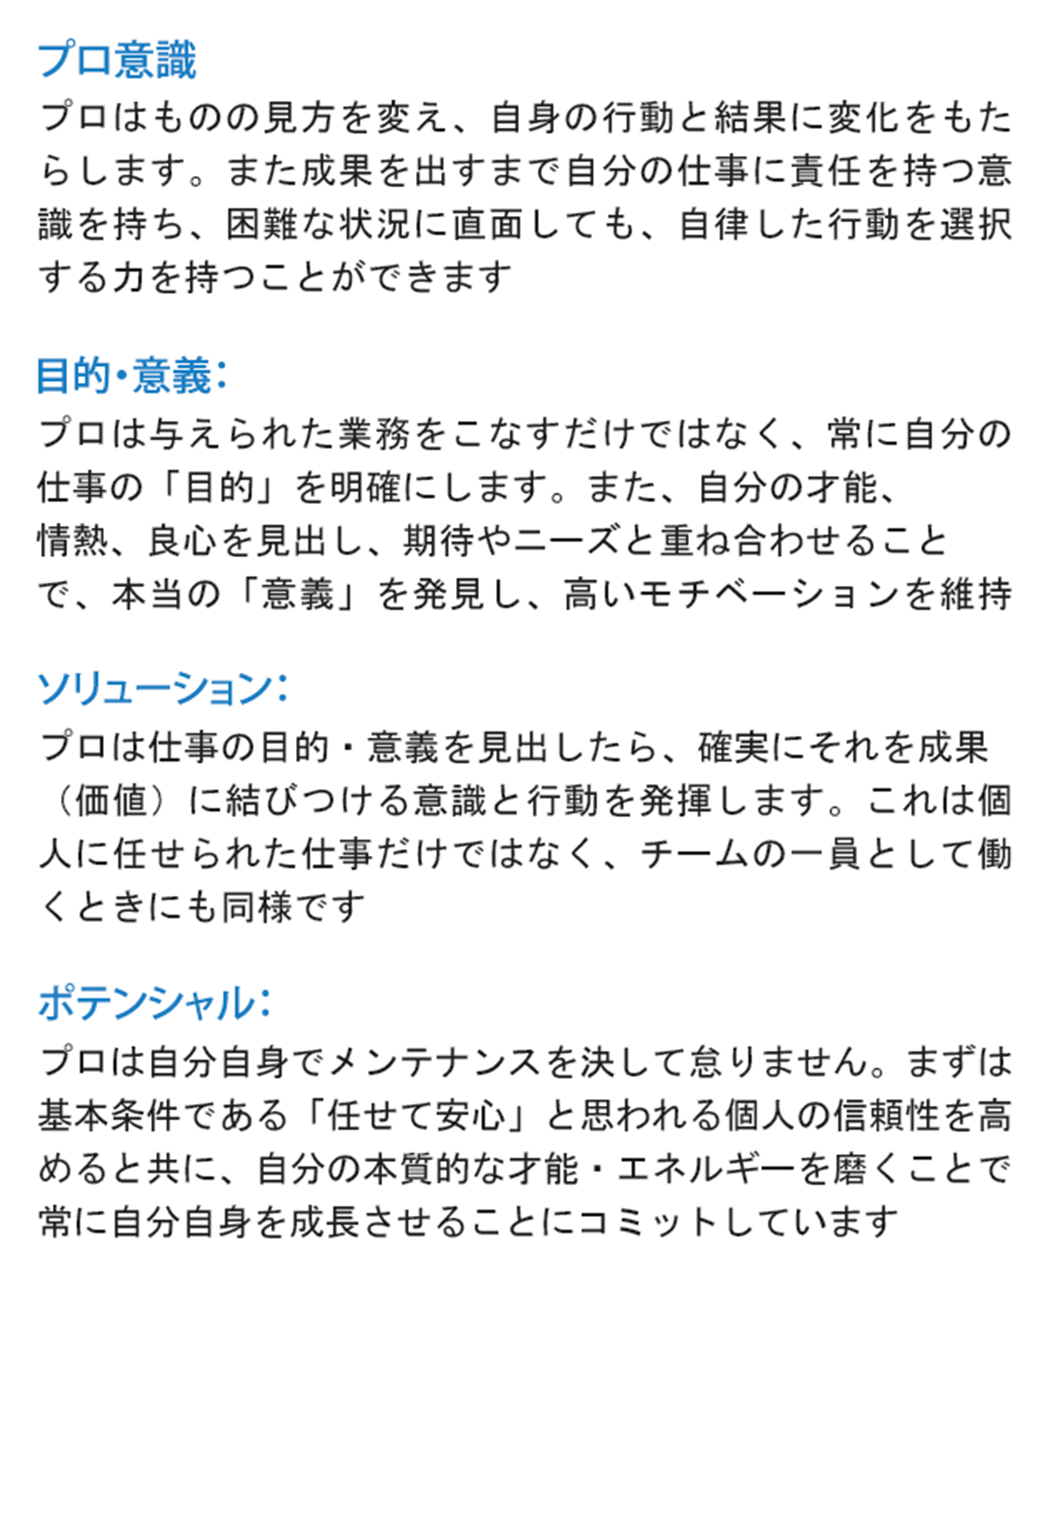 プロ意識
プロはものの見方を変え、自身の行動と結果に変化をもた
らします。また成果を出すまで自分の仕事に責任を持つ意
識を持ち、困難な状況に直面しても、自律した行動を選択
する力を持つことができます
目的・意義：
プロは与えられた業務をこなすだけではなく、常に自分の
仕事の「目的」を明確にします。また、自分の才能、
情熱、良心を見出し、期待やニーズと重ね合わせること
で、本当の「意義」を発見し、高いモチベーションを維持
ソリューション：
プロは仕事の目的・意義を見出したら、確実にそれを成果
（価値）に結びつける意識と行動を発揮します。これは個
人に任せられた仕事だけではなく、チームの一員として働
くときにも同様です
ポテンシャル：
プロは自分自身でメンテナンスを決して怠りません。まずは
基本条件である「任せて安心」と思われる個人の信頼性を高
めると共に、自分の本質的な才能・エネルギーを磨くことで
常に自分自身を成長させることにコミットしています